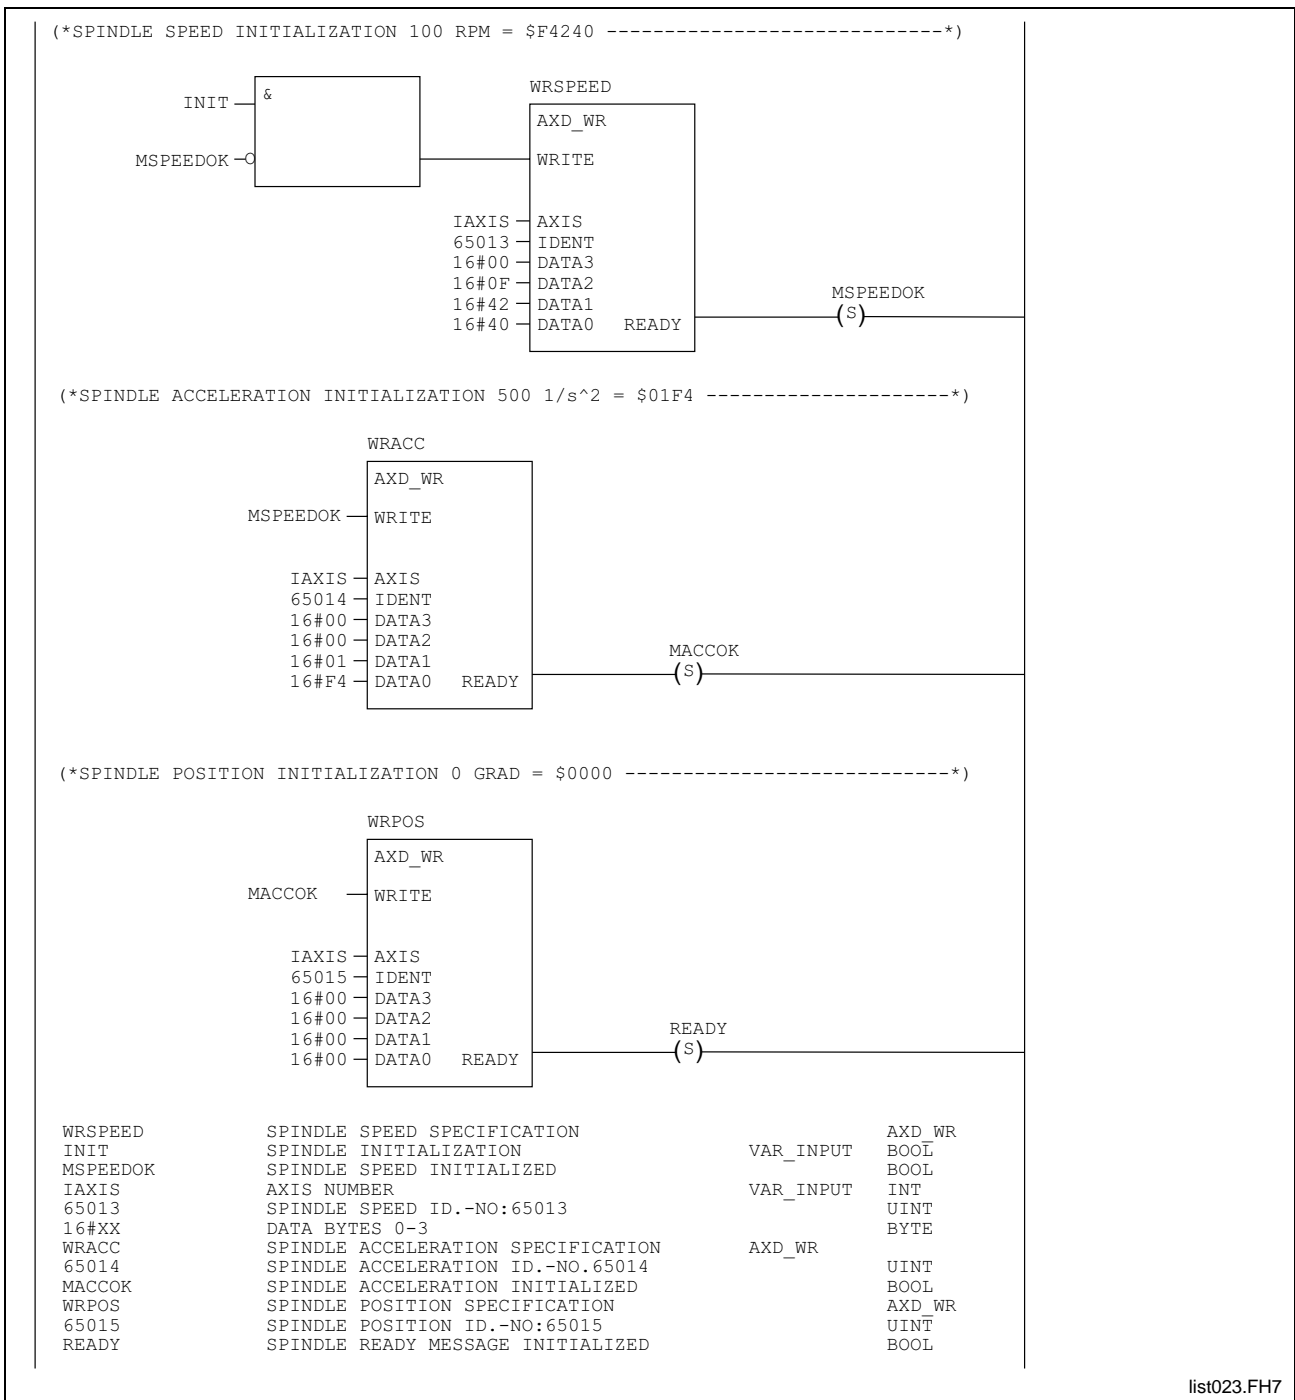 (*SPINDLE SPEED INITIALIZATION 100 RPM = $F4240 -----------------------------*)
WRSPEED
INIT &
AXD_WR
MSPEEDOK WRITE
IAXIS AXIS
65013 IDENT
16#00 DATA3
16#0F DATA2
16#42 DATA1
MSPEEDOK
(S)
16#40 DATA0 READY
(*SPINDLE ACCELERATION INITIALIZATION 500 1/s^2 = $01F4 ---------------------*)
WRACC
AXD_WR
MSPEEDOK WRITE
IAXIS AXIS
65014 IDENT
16#00 DATA3
16#00 DATA2
16#01 DATA1
MACCOK
(S)
16#F4 DATA0 READY
(*SPINDLE POSITION INITIALIZATION 0 GRAD = $0000 ----------------------------*)
WRPOS
AXD_WR
MACCOK WRITE
IAXIS AXIS
65015 IDENT
16#00 DATA3
16#00 DATA2
16#00 DATA1
READY
(S)
16#00 DATA0 READY
WRSPEED SPINDLE SPEED SPECIFICATION AXD_WR
INIT SPINDLE INITIALIZATION VAR_INPUT BOOL
MSPEEDOK SPINDLE SPEED INITIALIZED BOOL
IAXIS AXIS NUMBER VAR_INPUT INT
65013 SPINDLE SPEED ID.-NO:65013 UINT
16#XX DATA BYTES 0-3 BYTE
WRACC SPINDLE ACCELERATION SPECIFICATION AXD_WR
65014 SPINDLE ACCELERATION ID.-NO.65014 UINT
MACCOK SPINDLE ACCELERATION INITIALIZED BOOL
WRPOS SPINDLE POSITION SPECIFICATION AXD_WR
65015 SPINDLE POSITION ID.-NO:65015 UINT
READY SPINDLE READY MESSAGE INITIALIZED BOOL
list023.FH7